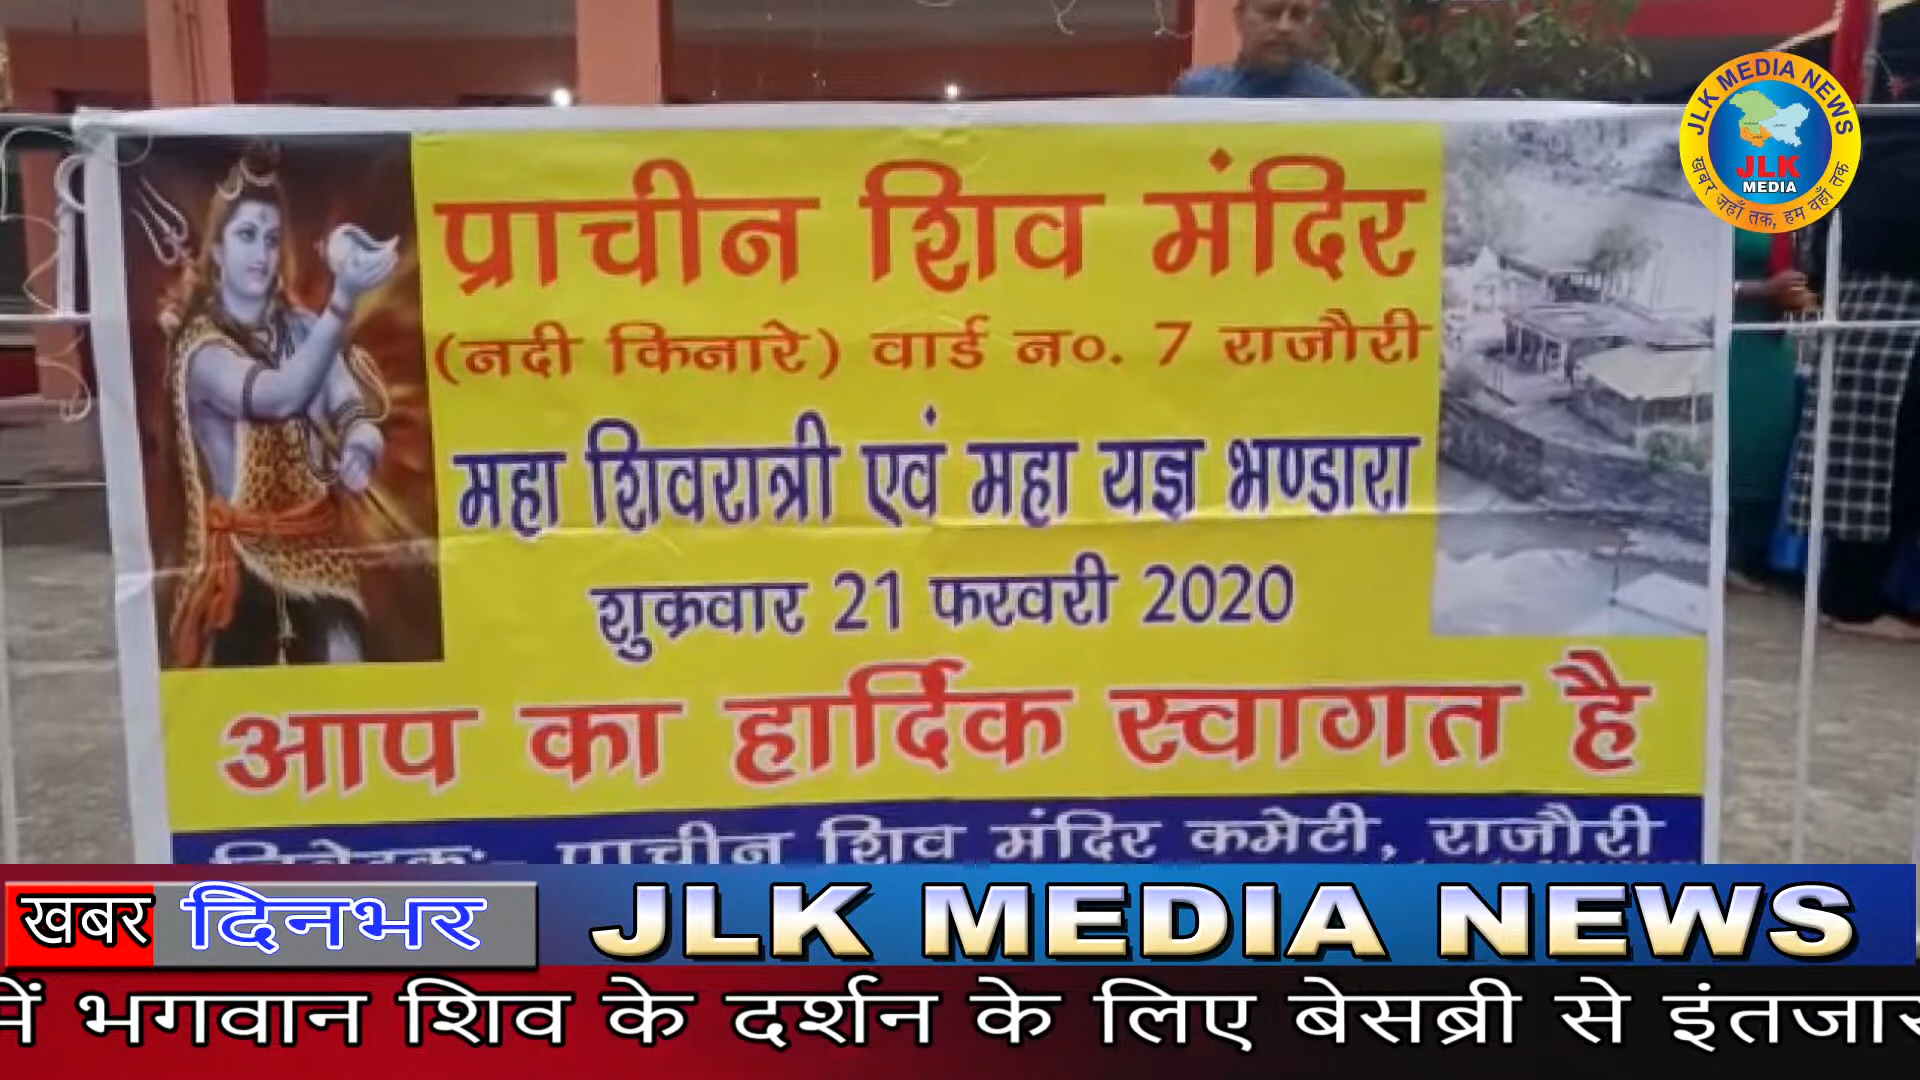 प्राचीन शिव मंदिर
(नदी किनारे) वार्ड न०. 7 राजौरी
महा शिवरात्री एवं महा यज्ञ भण्डारा
शुक्रवार 21 फरवरी 2020
आप का हार्दिक स्वागत है
निवेदक:- प्राचीन शिव मंदिर कमेटी, राजौरी
JLK MEDIA NEWS
JLK
MEDIA
खबर जहाँ तक, हम वहाँ तक
खबर दिनभर JLK MEDIA NEWS
में भगवान शिव के दर्शन के लिए बेसब्री से इंतजार